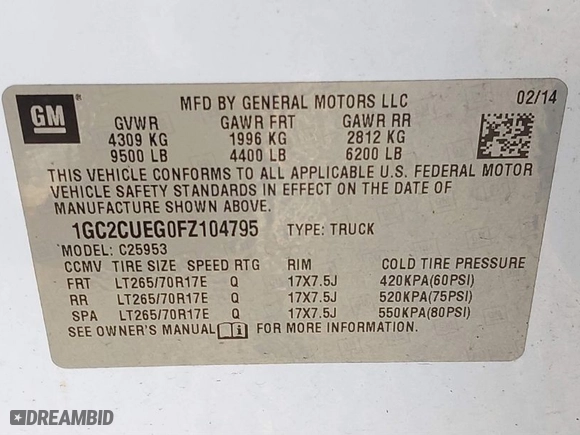 GM
®
MFD BY GENERAL MOTORS LLC 02/14
GVWR GAWR FRT GAWR RR
4309 KG 1996 KG 2812 KG
9500 LB 4400 LB 6200 LB
THIS VEHICLE CONFORMS TO ALL APPLICABLE U.S. FEDERAL MOTOR
VEHICLE SAFETY STANDARDS IN EFFECT ON THE DATE OF
MANUFACTURE SHOWN ABOVE.
1GC2CUEG0FZ104795 TYPE: TRUCK
MODEL: C25953
CCMV TIRE SIZE SPEED RTG RIM COLD TIRE PRESSURE
FRT LT265/70R17E Q 17X7.5J 420KPA(60PSI)
RR LT265/70R17E Q 17X7.5J 520KPA(75PSI)
SPA LT265/70R17E Q 17X7.5J 550KPA(80PSI)
SEE OWNER'S MANUAL i FOR MORE INFORMATION.
DREAMBID